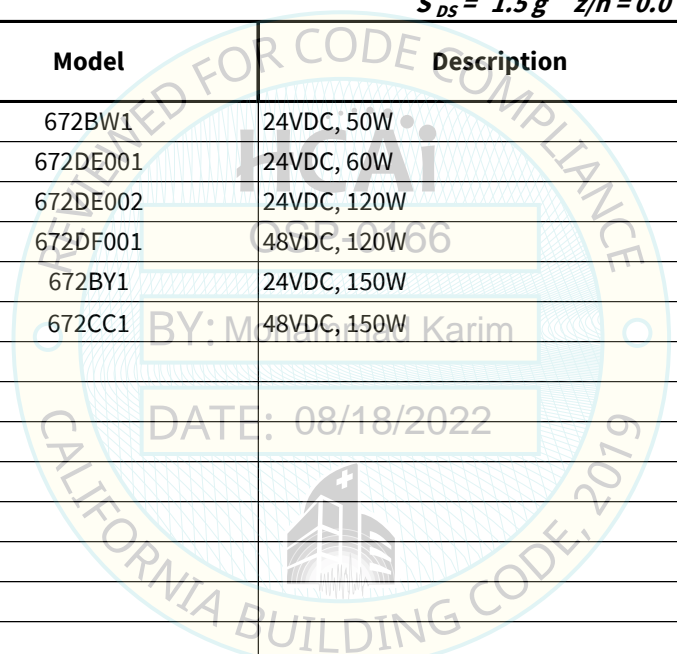 S DS = 1.5 g z/h = 0.0
Model Description
672BW1 24VDC, 50W
672DE001 24VDC, 60W
672DE002 24VDC, 120W
672DF001 48VDC, 120W
672BY1 24VDC, 150W
672CC1 48VDC, 150W
REVIEWED FOR CODE COMPLIANCE
HCAi
OSP-0166
BY: Mohammad Karim
DATE: 08/18/2022
CALIFORNIA BUILDING CODE, 2019